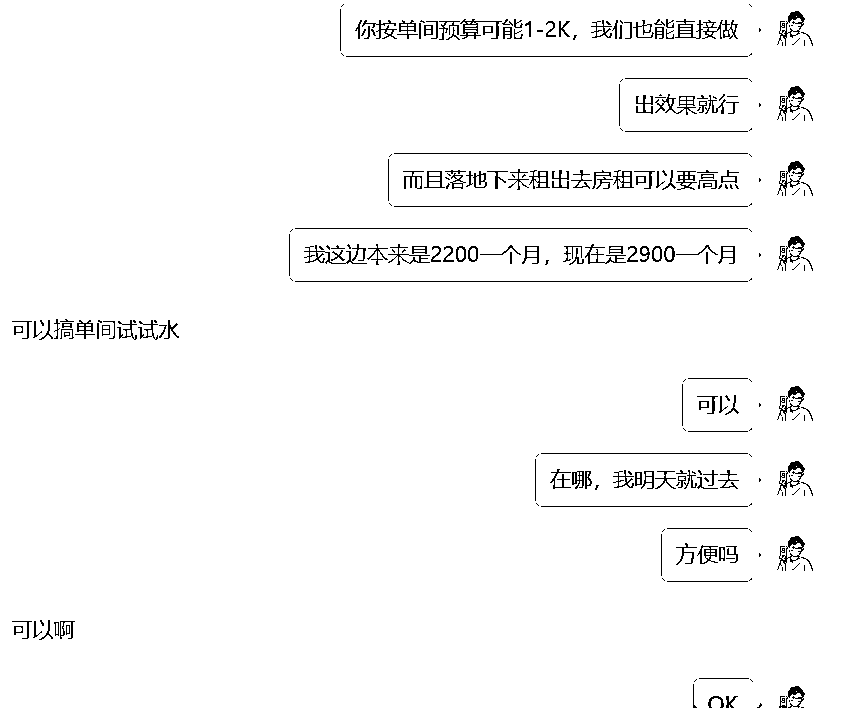 你按单间预算可能1-2K，我们也能直接做
出效果就行
而且落地下来租出去房租可以要高点
我这边本来是2200一个月，现在是2900一个月
可以搞单间试试水
可以
在哪，我明天就过去
方便吗
可以啊
OK